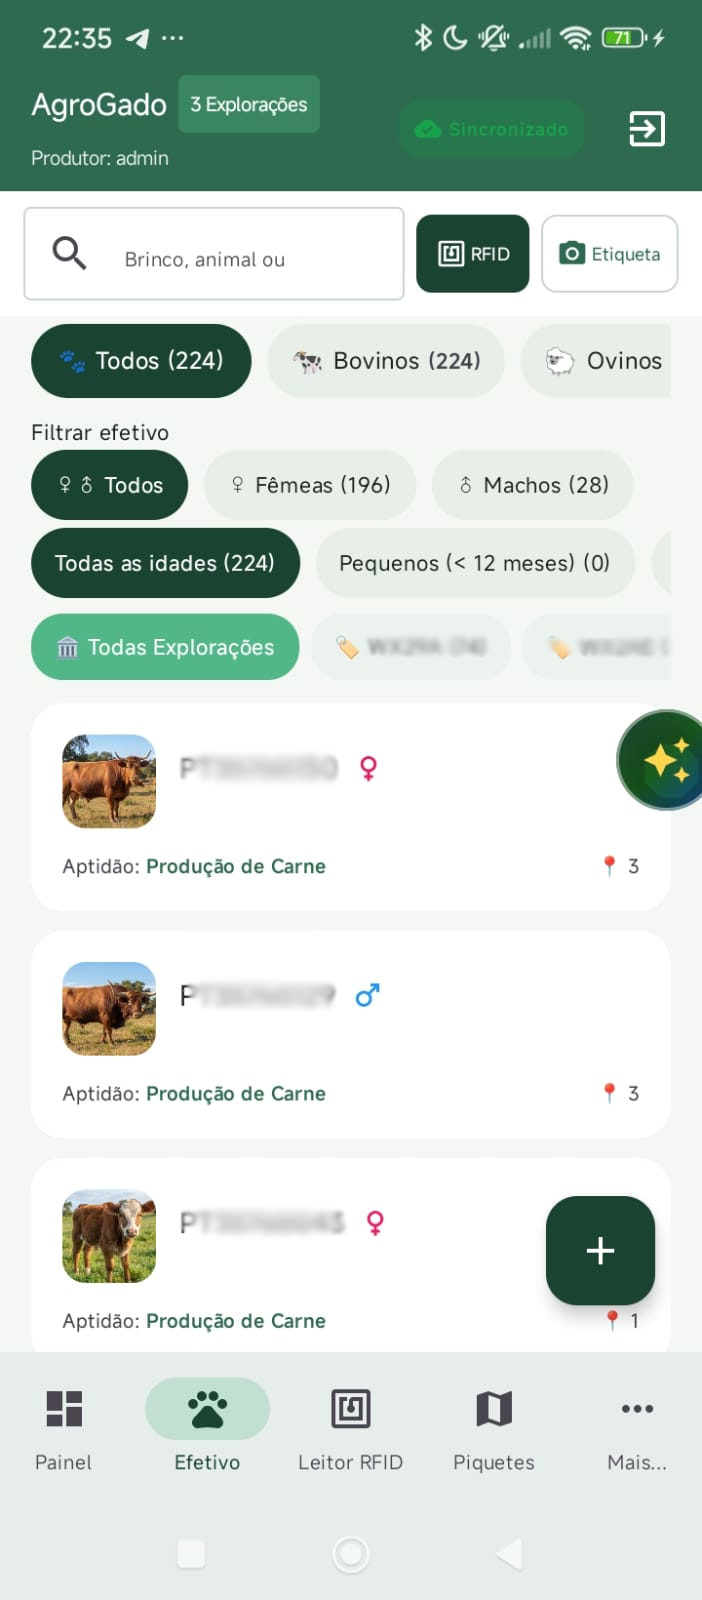 22:35
71
AgroGado
3 Explorações
Sincronizado
Produtor: admin
Brinco, animal ou
RFID
Etiqueta
Todos (224)
Bovinos (224)
Ovinos
Filtrar efetivo
♀ ♂ Todos
♀ Fêmeas (196)
♂ Machos (28)
Todas as idades (224)
Pequenos (< 12 meses) (0)
Todas Explorações
♀
Aptidão: Produção de Carne
3
♂
Aptidão: Produção de Carne
3
♀
Aptidão: Produção de Carne
1
Painel
Efetivo
Leitor RFID
Piquetes
Mais...